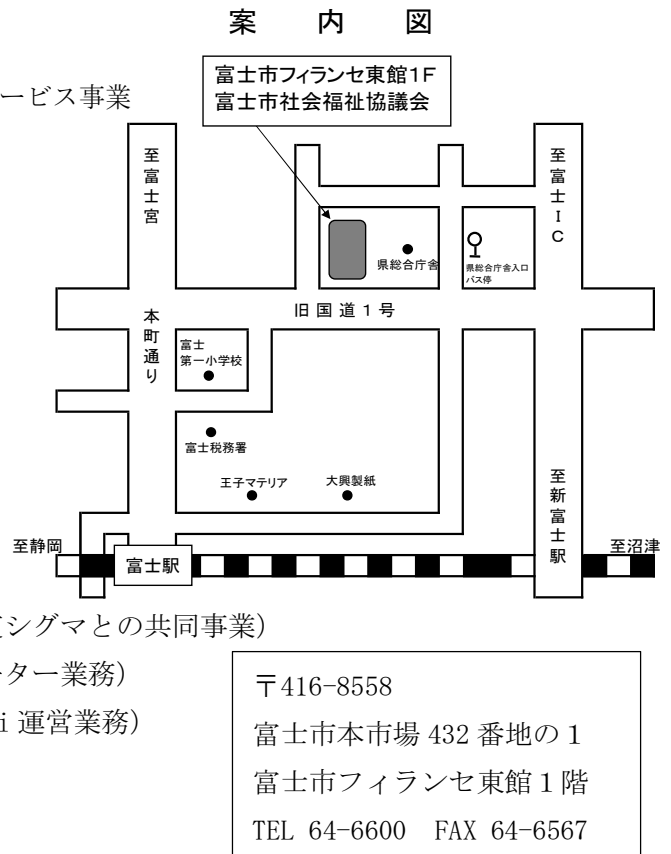 案内図
富士市フィランセ東館1F
富士市社会福祉協議会
ービス事業
至富士宮
至富士IC
県総合庁舎
県総合庁舎入口
バス停
旧国道1号
本町通り
富士
第一小学校
富士税務署
王子マテリア
大興製紙
至新富士駅
至静岡
富士駅
至沼津
シグマとの共同事業)
ーター業務)
i 運営業務)
〒416-8558
富士市本市場 432 番地の1
富士市フィランセ東館1階
TEL 64-6600 FAX 64-6567